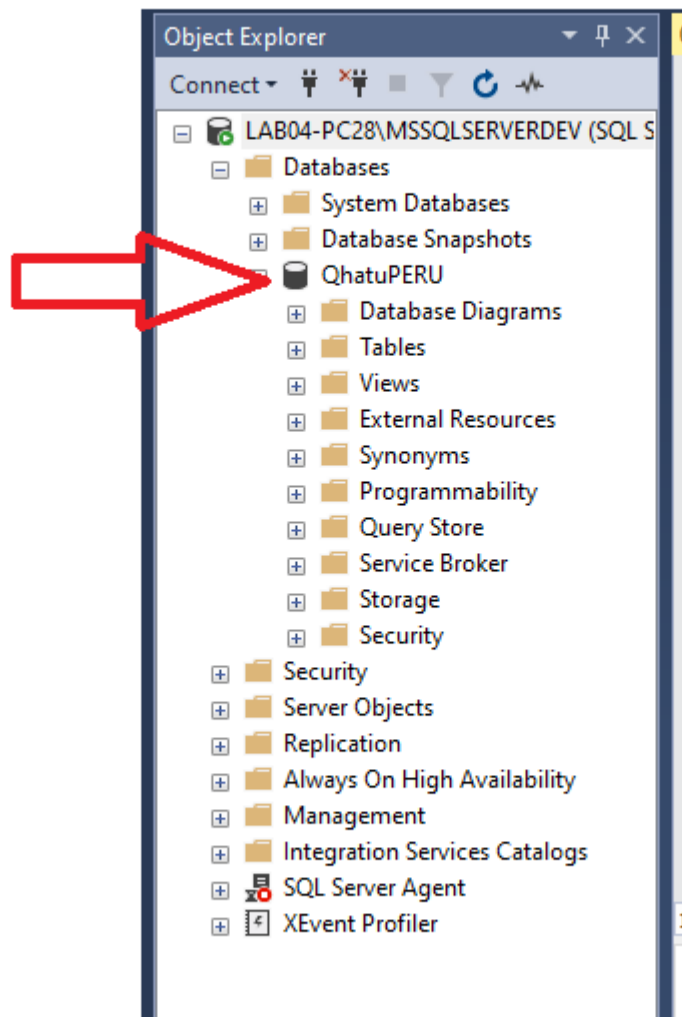 Object Explorer
Connect
LAB04-PC28\MSSQLSERVERDEV (SQL S
Databases
System Databases
Database Snapshots
QhatuPERU
Database Diagrams
Tables
Views
External Resources
Synonyms
Programmability
Query Store
Service Broker
Storage
Security
Security
Server Objects
Replication
Always On High Availability
Management
Integration Services Catalogs
SQL Server Agent
XEvent Profiler